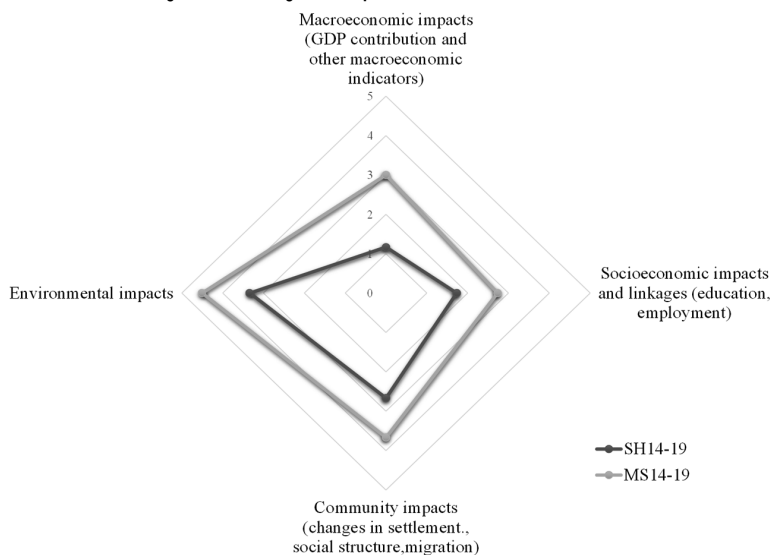 Macroeconomic impacts
(GDP contribution and
other macroeconomic
indicators)
5
4
3
2
1
0
Environmental impacts
Socioeconomic impacts
and linkages (education,
employment)
SH14-19
MS14-19
Community impacts
(changes in settlement.,
social structure,migration)